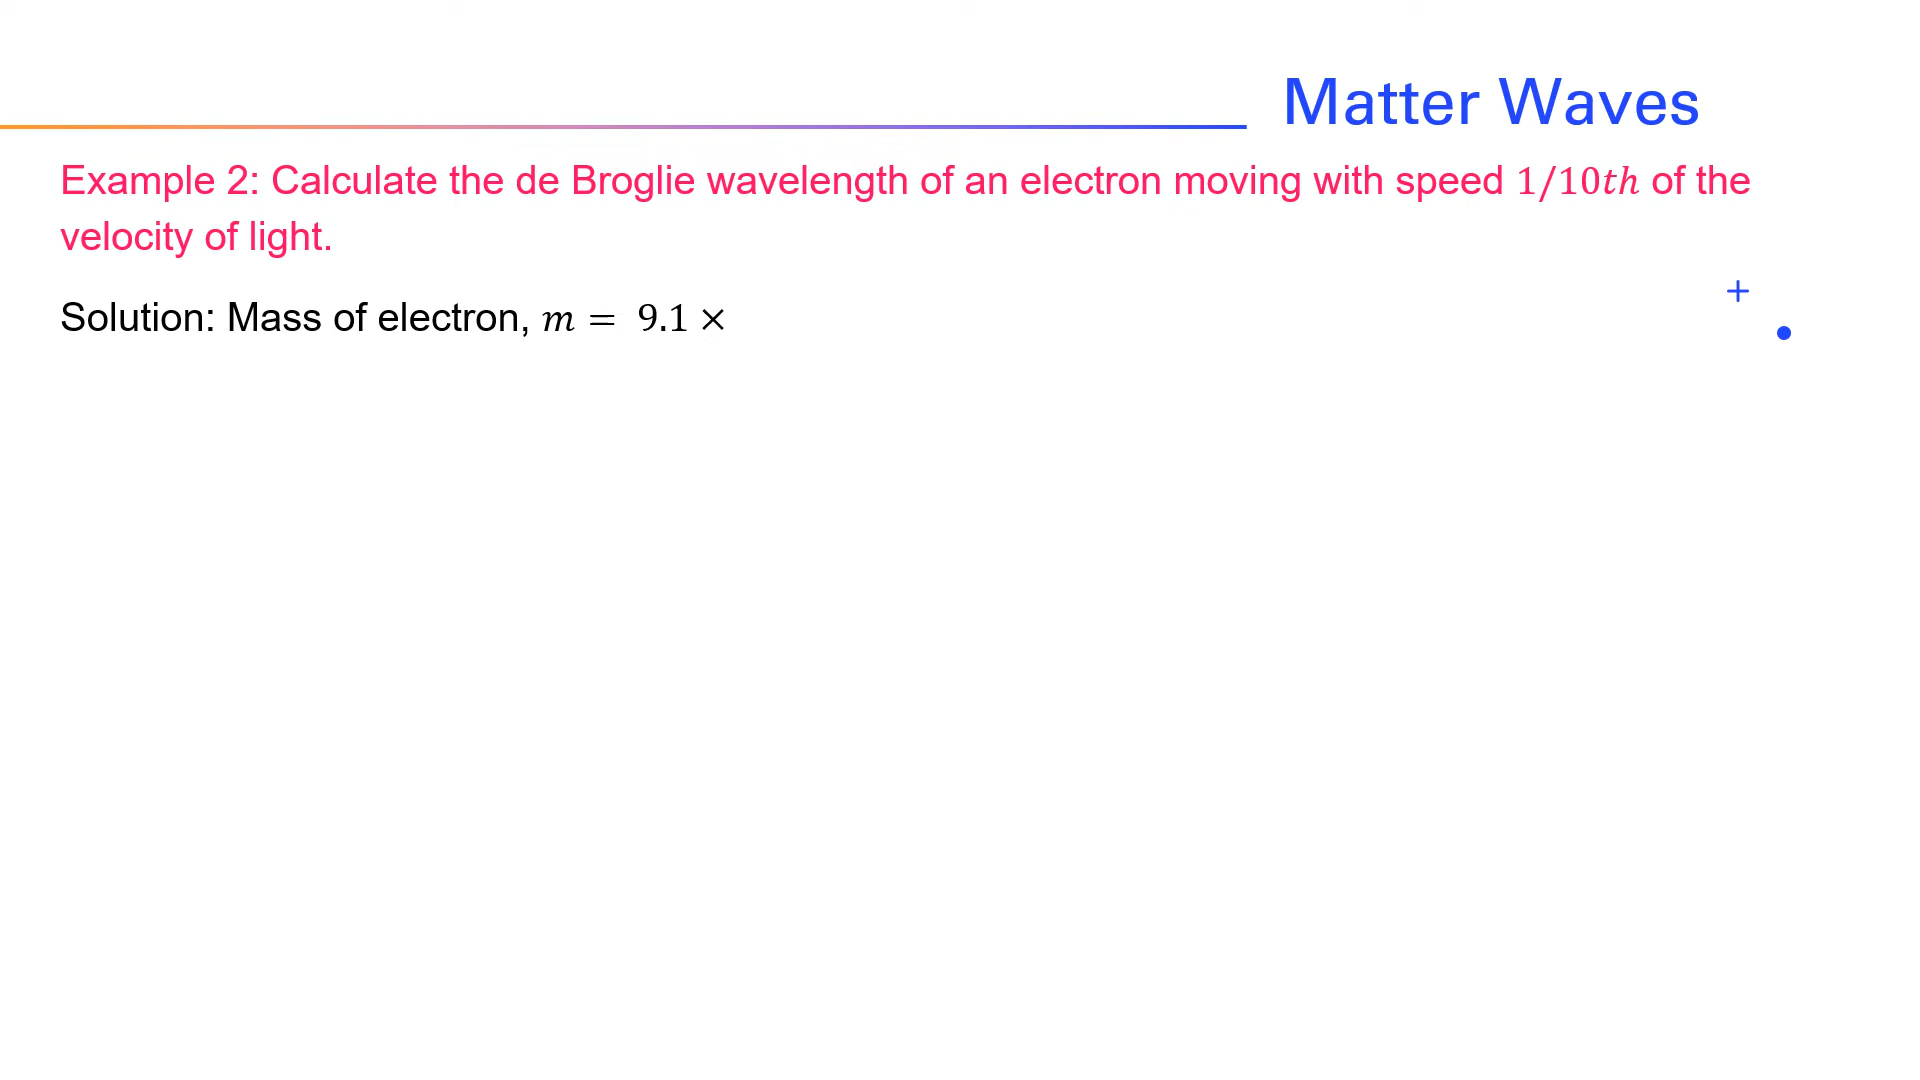 Matter Waves
Example 2: Calculate the de Broglie wavelength of an electron moving with speed 1/10th of the
velocity of light.
Solution: Mass of electron, m = 9.1 ×